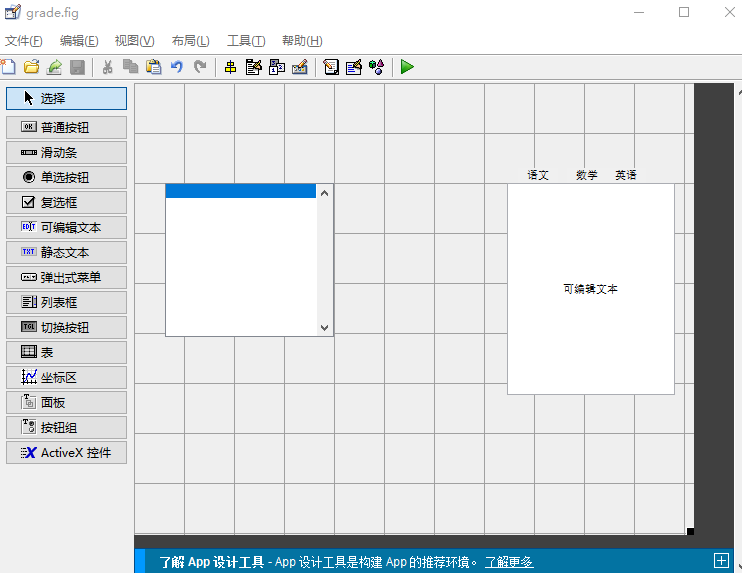 grade.fig
文件(F) 编辑(E) 视图(V) 布局(L) 工具(T) 帮助(H)
选择
OK 普通按钮
滑动条
单选按钮
复选框
EDIT 可编辑文本
TXT 静态文本
弹出式菜单
列表框
TGL 切换按钮
表
坐标区
T 面板
T 按钮组
X ActiveX 控件
语文 数学 英语
可编辑文本
了解 App 设计工具 - App 设计工具是构建 App 的推荐环境。 了解更多